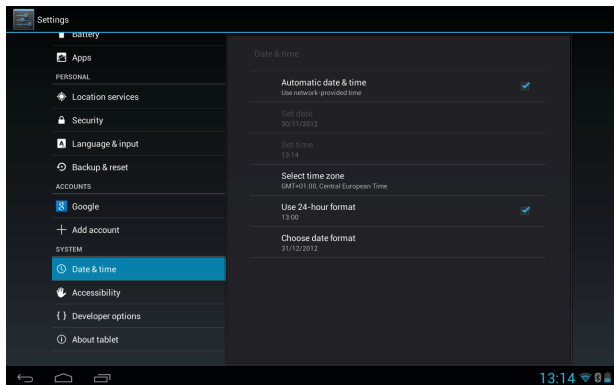 Settings
Battery
Apps
PERSONAL
Location services
Security
Language & input
Backup & reset
ACCOUNTS
Google
Add account
SYSTEM
Date & time
Accessibility
Developer options
About tablet
Date & time
Automatic date & time
Use network-provided time
Set date
30/11/2012
Set time
13:14
Select time zone
GMT+01:00, Central European Time
Use 24-hour format
13:00
Choose date format
31/12/2012
13:14